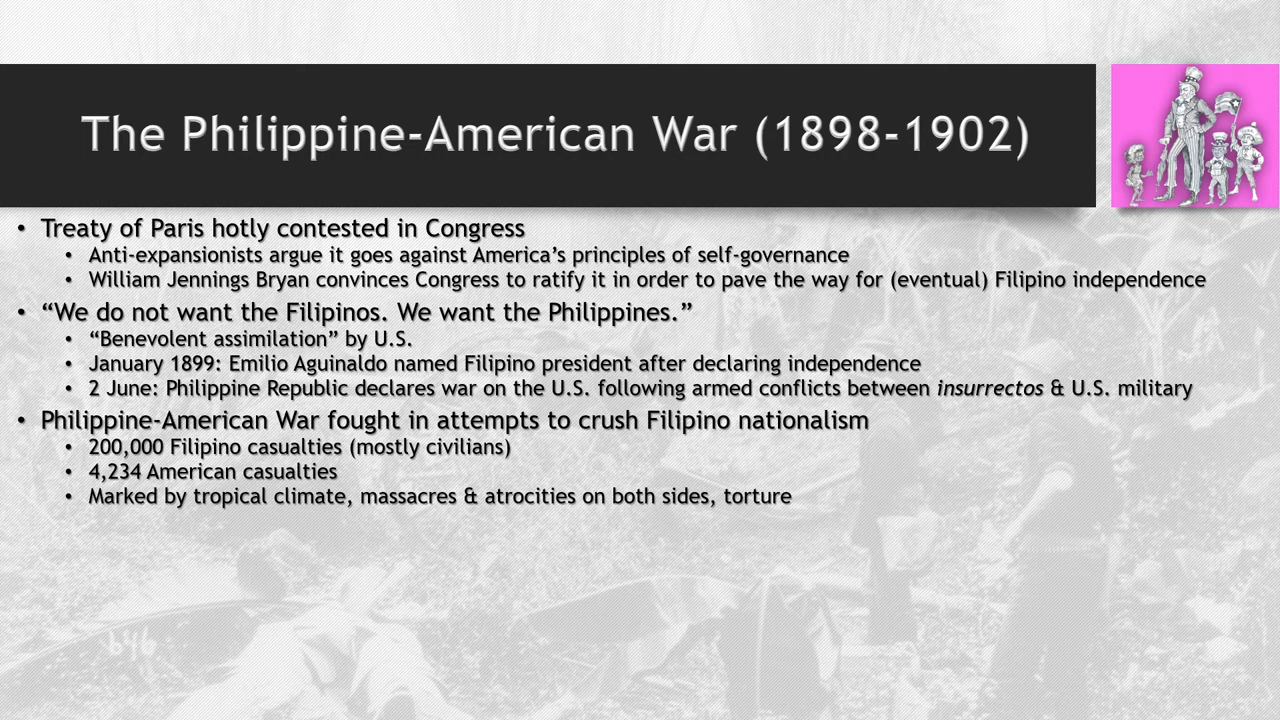 The Philippine-American War (1898-1902)
• Treaty of Paris hotly contested in Congress
• Anti-expansionists argue it goes against America’s principles of self-governance
• William Jennings Bryan convinces Congress to ratify it in order to pave the way for (eventual) Filipino independence
• “We do not want the Filipinos. We want the Philippines.”
• “Benevolent assimilation” by U.S.
• January 1899: Emilio Aguinaldo named Filipino president after declaring independence
• 2 June: Philippine Republic declares war on the U.S. following armed conflicts between insurrectos & U.S. military
• Philippine-American War fought in attempts to crush Filipino nationalism
• 200,000 Filipino casualties (mostly civilians)
• 4,234 American casualties
• Marked by tropical climate, massacres & atrocities on both sides, torture
646